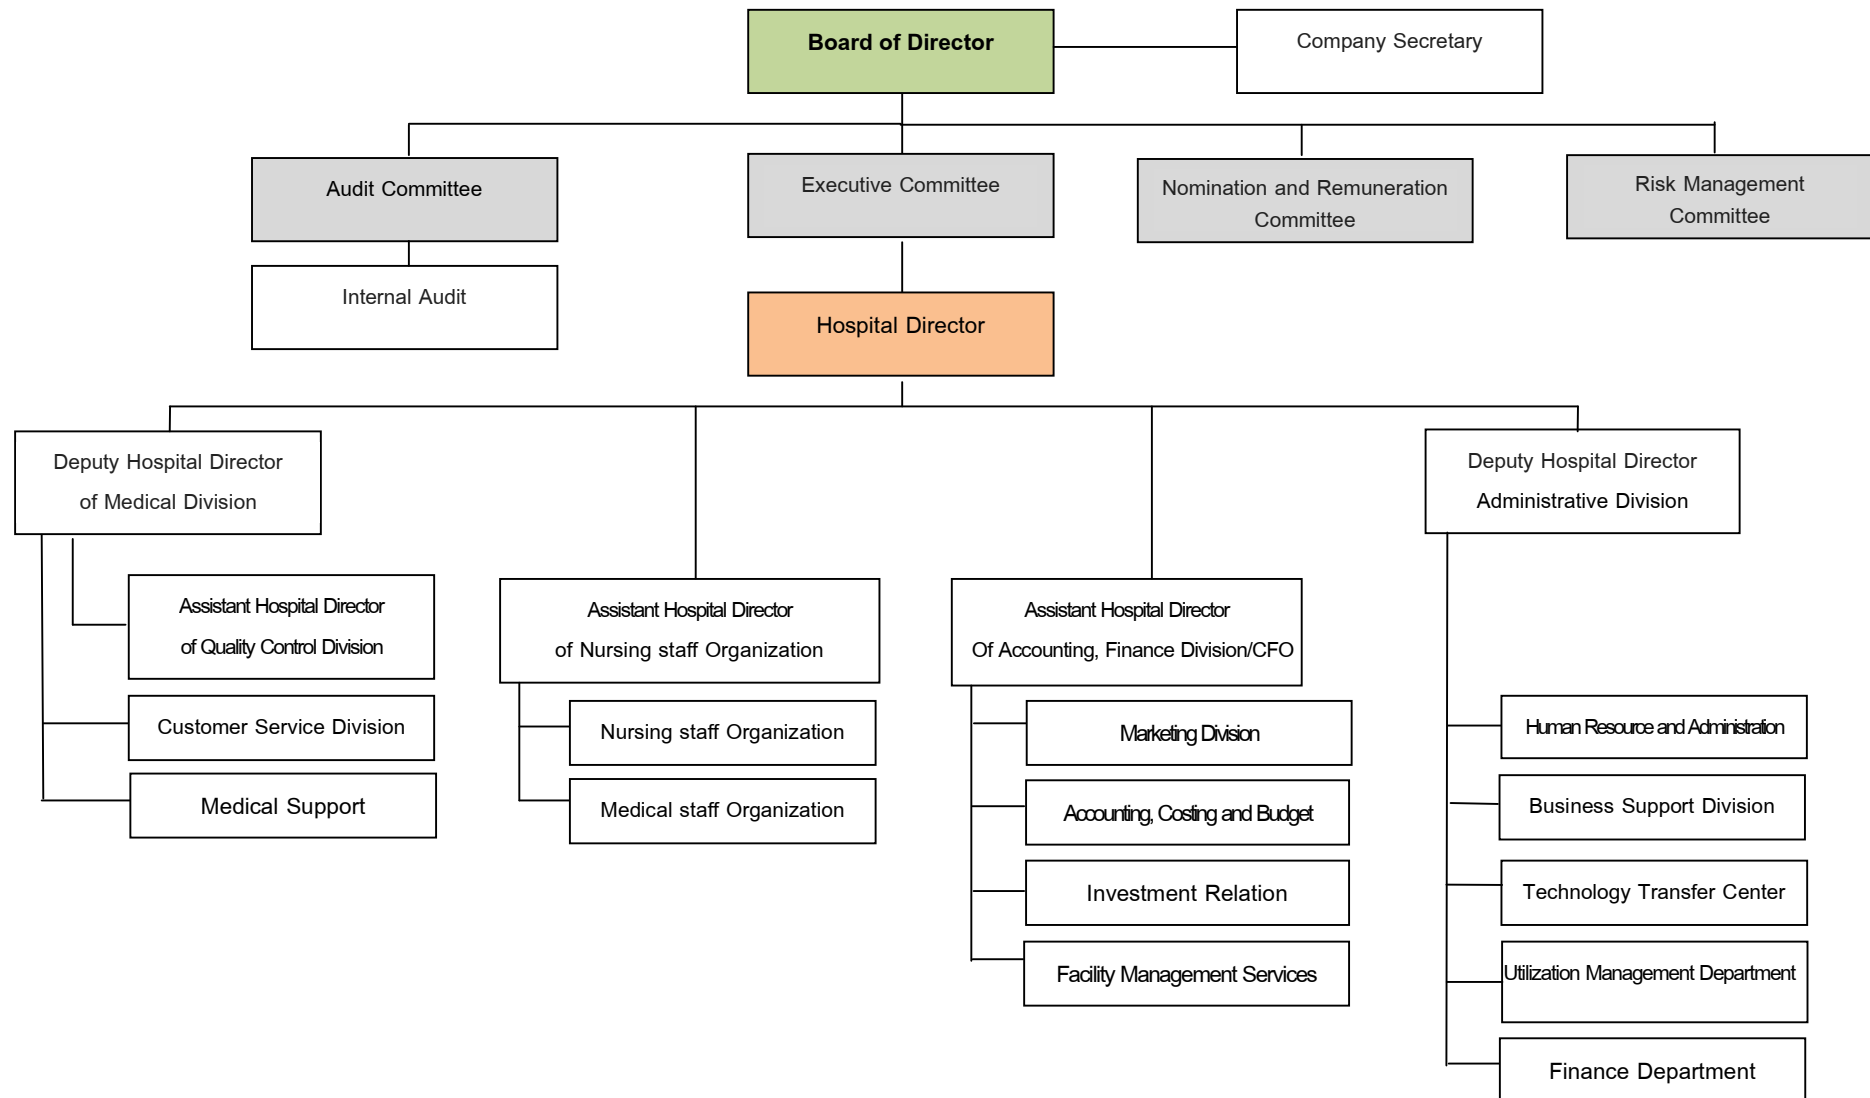 Board of Director
Company Secretary
Audit Committee
Executive Committee
Nomination and Remuneration
Committee
Risk Management
Committee
Internal Audit
Hospital Director
Deputy Hospital Director
of Medical Division
Deputy Hospital Director
Administrative Division
Assistant Hospital Director
of Quality Control Division
Assistant Hospital Director
of Nursing staff Organization
Assistant Hospital Director
Of Accounting, Finance Division/CFO
Customer Service Division
Medical Support
Nursing staff Organization
Medical staff Organization
Marketing Division
Accounting, Costing and Budget
Investment Relation
Facility Management Services
Human Resource and Administration
Business Support Division
Technology Transfer Center
Utilization Management Department
Finance Department